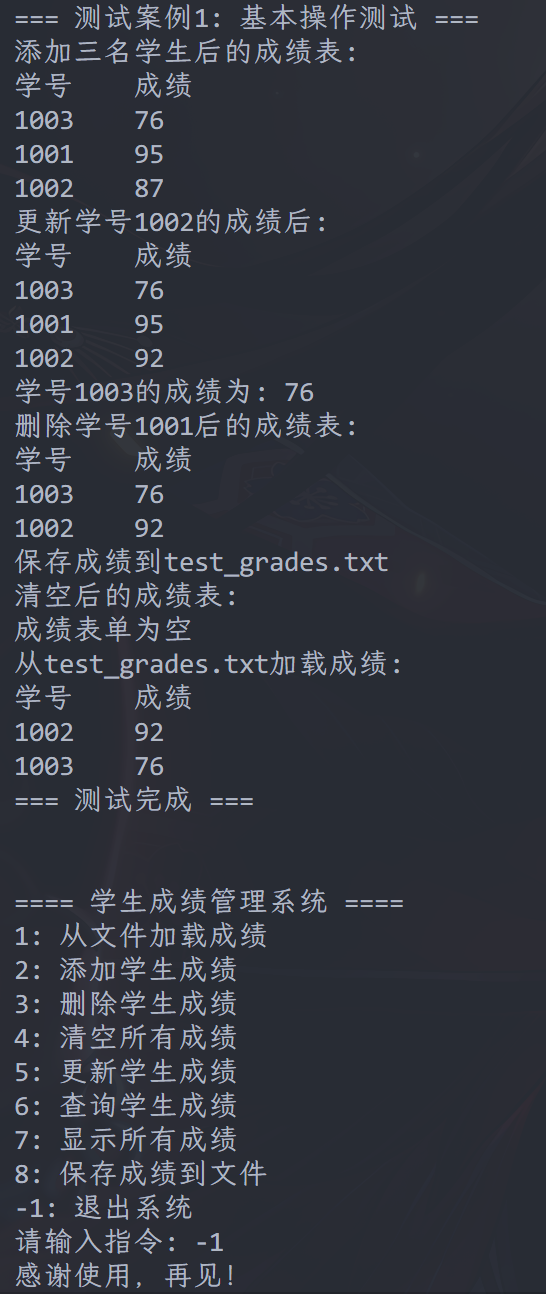 === 测试案例1: 基本操作测试 ===
添加三名学生后的成绩表:
学号 成绩
1003 76
1001 95
1002 87
更新学号1002的成绩后:
学号 成绩
1003 76
1001 95
1002 92
学号1003的成绩为: 76
删除学号1001后的成绩表:
学号 成绩
1003 76
1002 92
保存成绩到test_grades.txt
清空后的成绩表:
成绩表单为空
从test_grades.txt加载成绩:
学号 成绩
1002 92
1003 76
=== 测试完成 ===
==== 学生成绩管理系统 ====
1: 从文件加载成绩
2: 添加学生成绩
3: 删除学生成绩
4: 清空所有成绩
5: 更新学生成绩
6: 查询学生成绩
7: 显示所有成绩
8: 保存成绩到文件
-1: 退出系统
请输入指令: -1
感谢使用，再见!